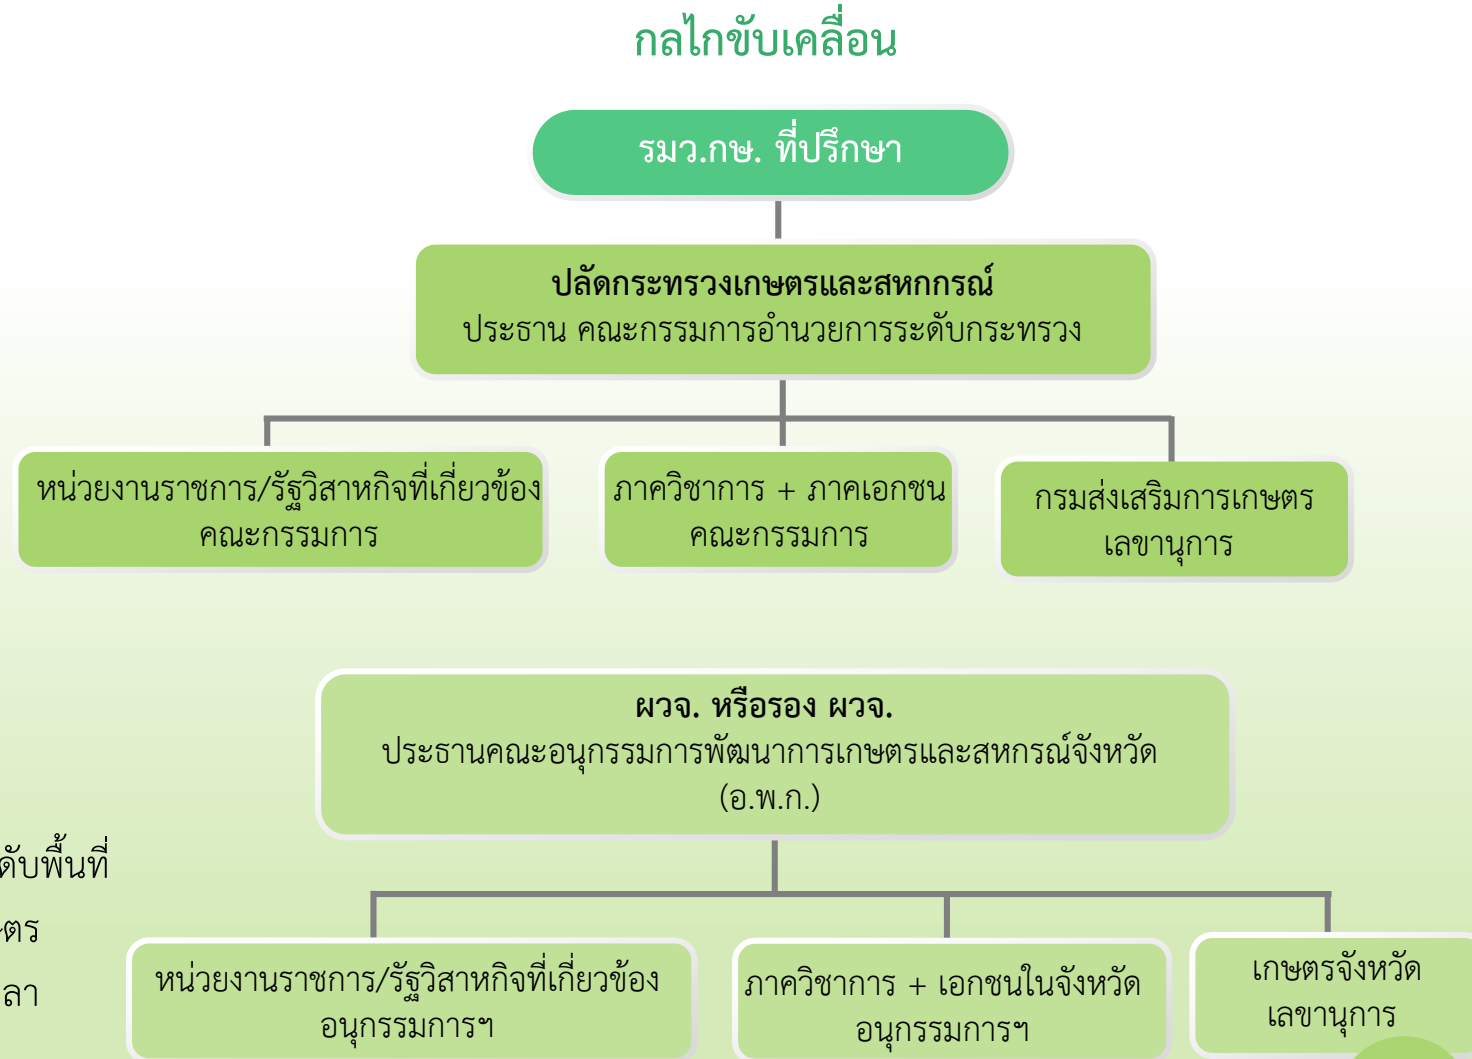 กลไกขับเคลื่อน
รมว.กษ. ที่ปรึกษา
ปลัดกระทรวงเกษตรและสหกกรณ์
ประธาน คณะกรรมการอำนวยการระดับกระทรวง
หน่วยงานราชการ/รัฐวิสาหกิจที่เกี่ยวข้อง
คณะกรรมการ
ภาควิชาการ + ภาคเอกชน
คณะกรรมการ
กรมส่งเสริมการเกษตร
เลขานุการ
ผวจ. หรือรอง ผวจ.
ประธานคณะอนุกรรมการพัฒนาการเกษตรและสหกรณ์จังหวัด
(อ.พ.ก.)
ดับพื้นที่
ตร
ลา
หน่วยงานราชการ/รัฐวิสาหกิจที่เกี่ยวข้อง
อนุกรรมการฯ
ภาควิชาการ + เอกชนในจังหวัด
อนุกรรมการฯ
เกษตรจังหวัด
เลขานุการ